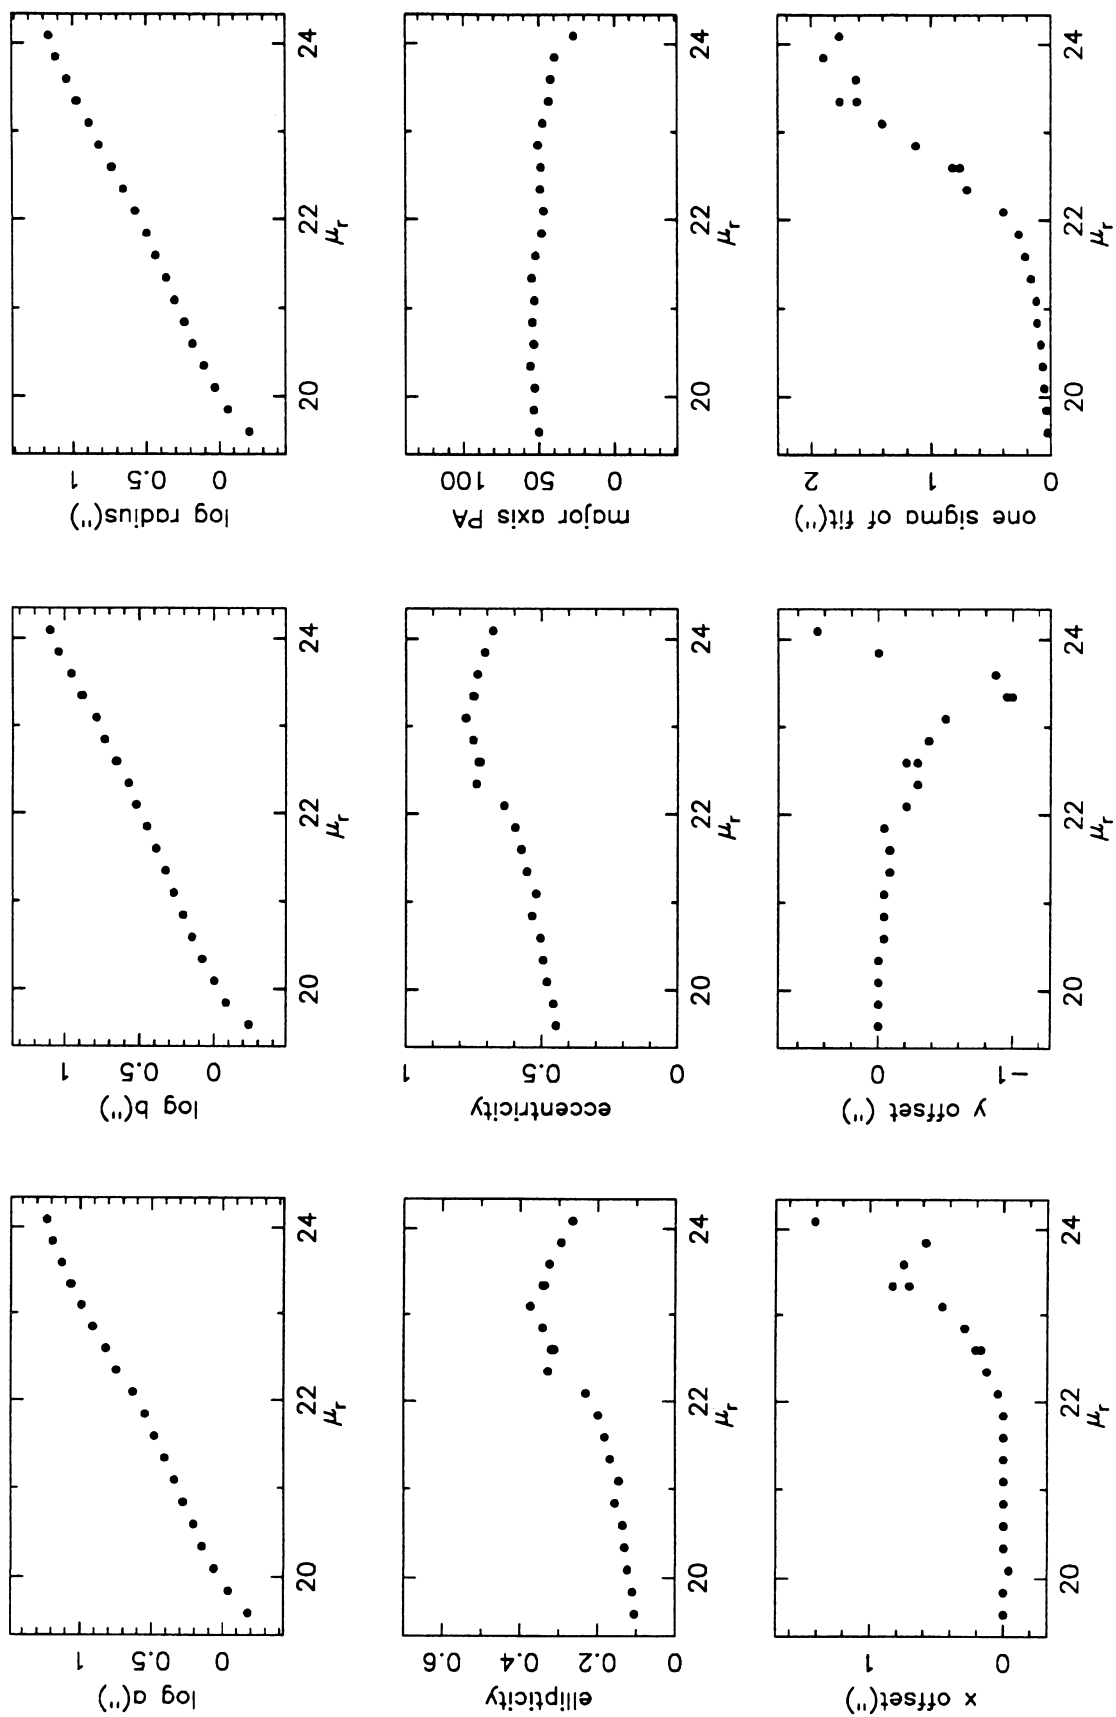 log a(")
1
0.5
0
20
22
24
μr
log b(")
1
0.5
0
20
22
24
μr
log radius(")
1
0.5
0
20
22
24
μr
ellipticity
0.6
0.4
0.2
0
20
22
24
μr
eccentricity
1
0.5
0
20
22
24
μr
major axis PA
100
50
0
20
22
24
μr
x offset(")
1
0
20
22
24
μr
y offset (")
0
-1
20
22
24
μr
one sigma of fit(")
2
1
0
20
22
24
μr